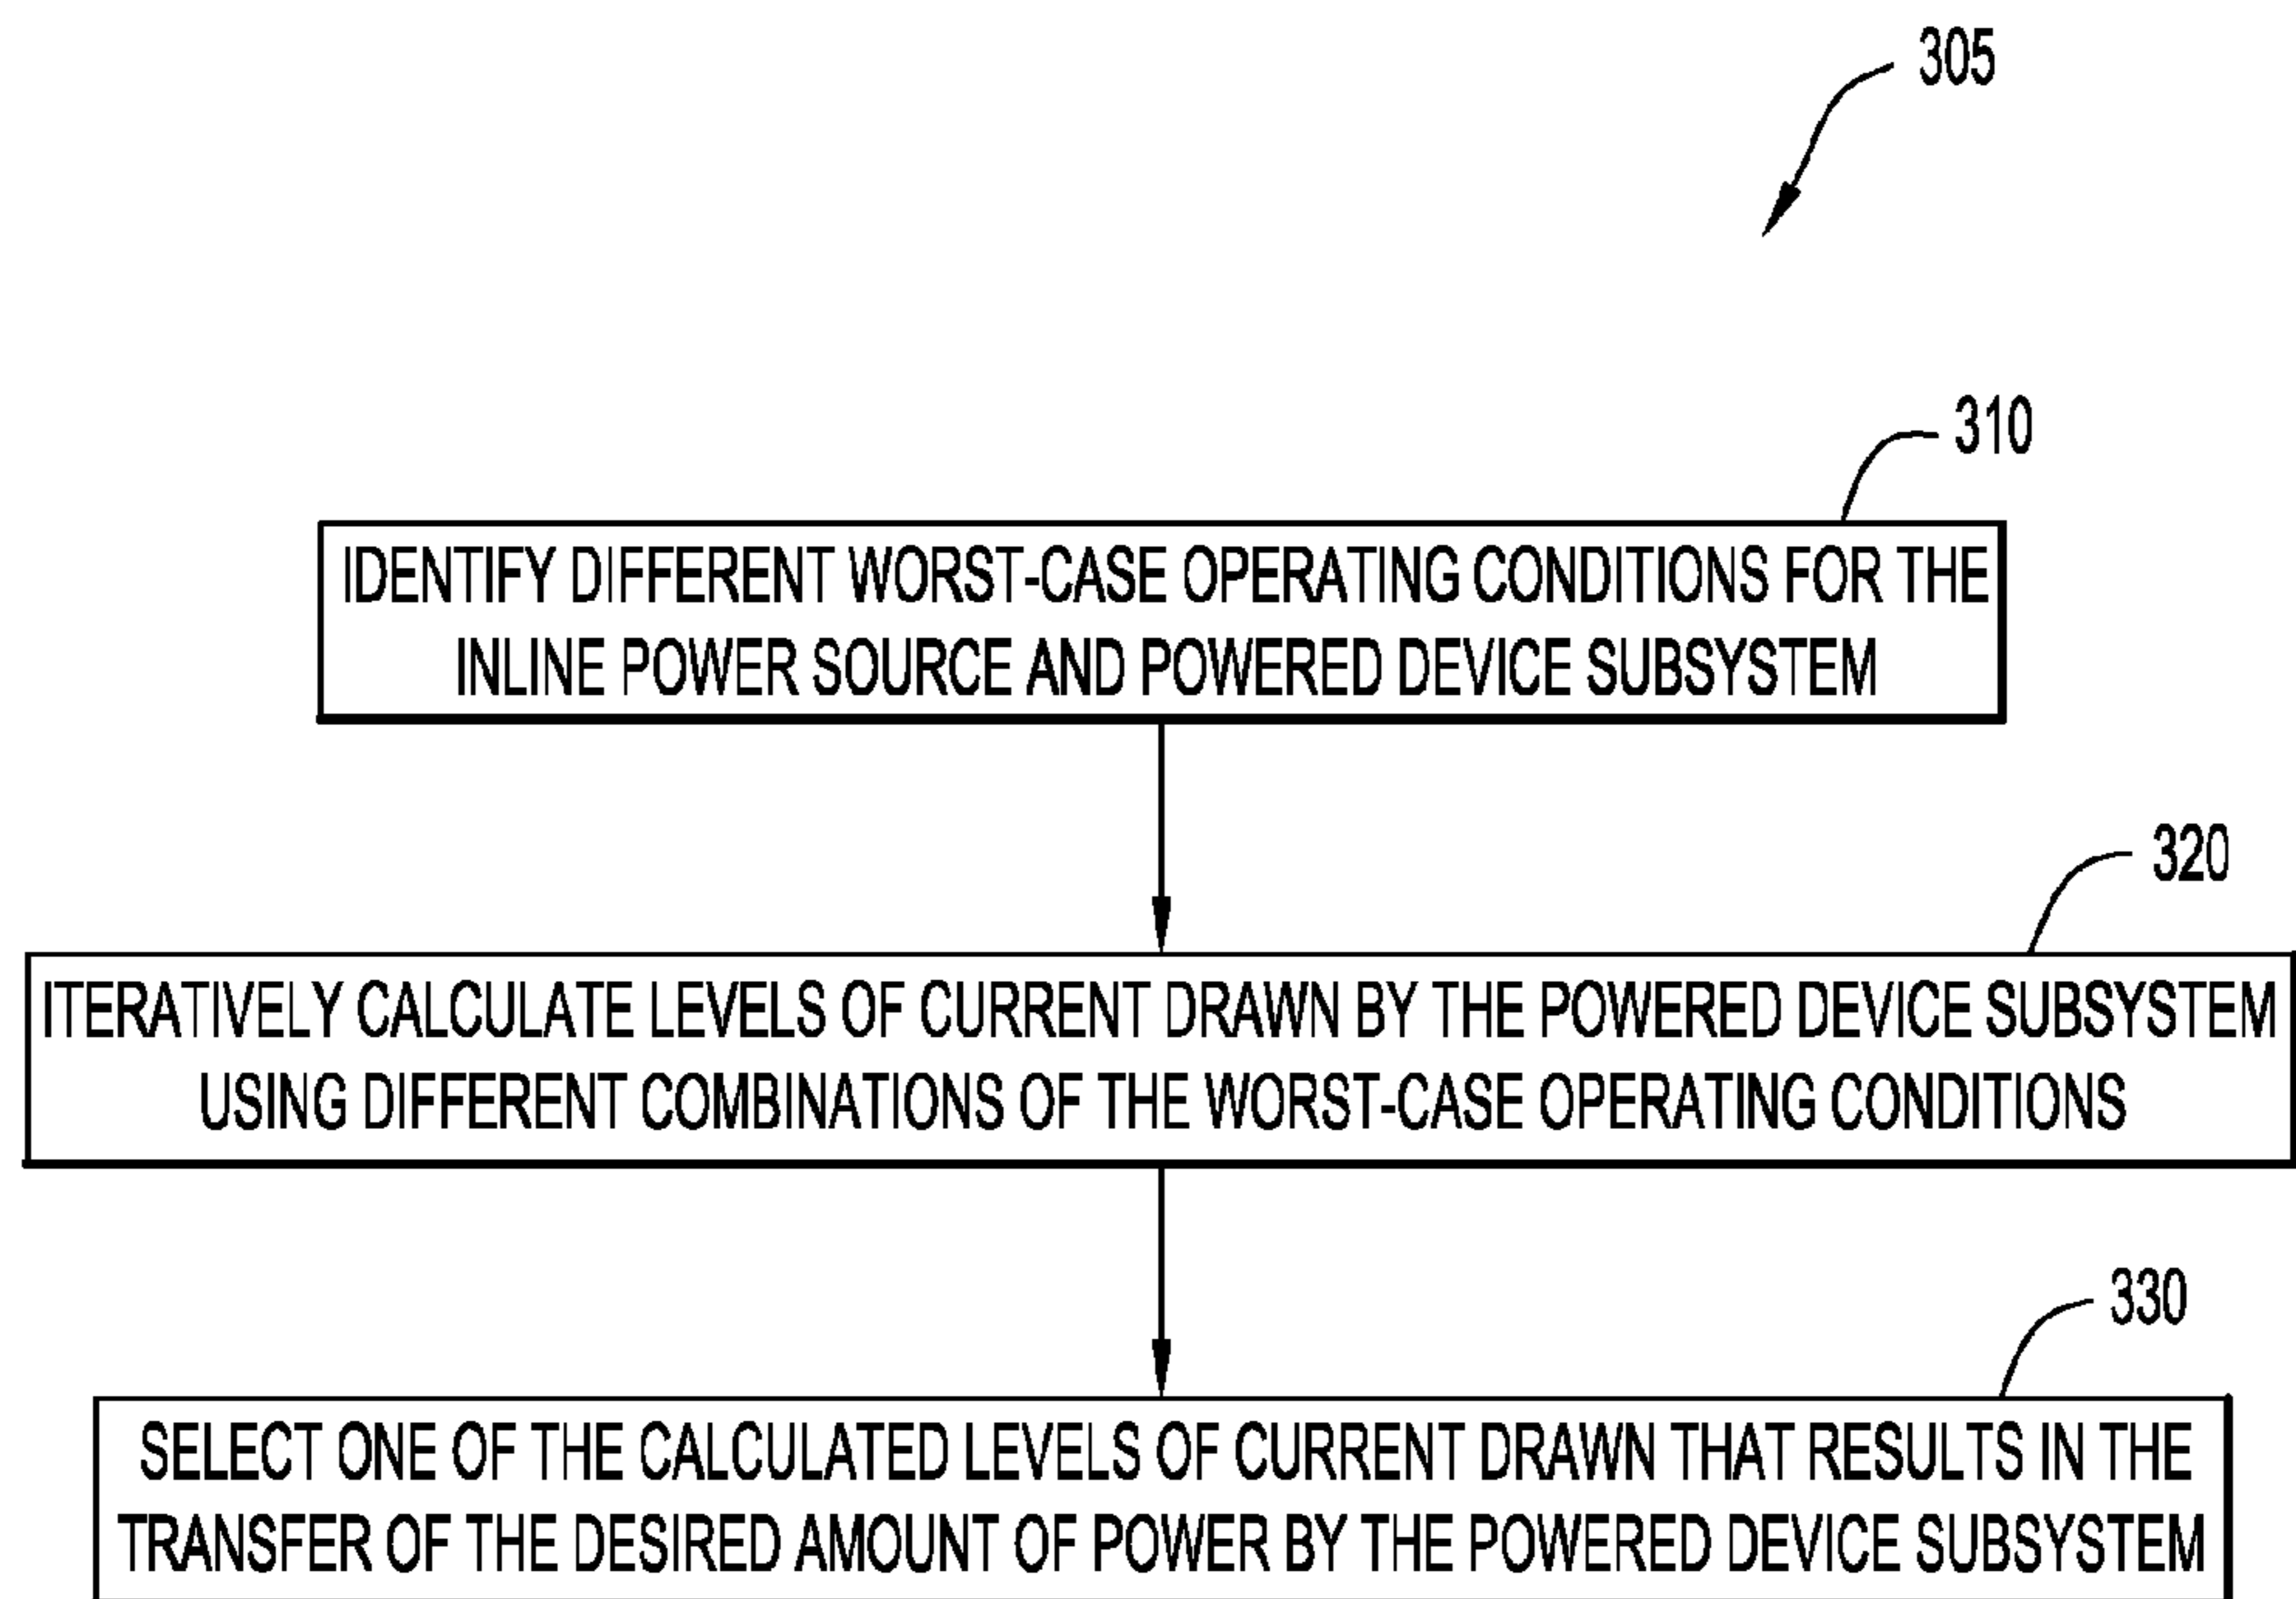 305
310
IDENTIFY DIFFERENT WORST-CASE OPERATING CONDITIONS FOR THE
INLINE POWER SOURCE AND POWERED DEVICE SUBSYSTEM
320
ITERATIVELY CALCULATE LEVELS OF CURRENT DRAWN BY THE POWERED DEVICE SUBSYSTEM
USING DIFFERENT COMBINATIONS OF THE WORST-CASE OPERATING CONDITIONS
330
SELECT ONE OF THE CALCULATED LEVELS OF CURRENT DRAWN THAT RESULTS IN THE
TRANSFER OF THE DESIRED AMOUNT OF POWER BY THE POWERED DEVICE SUBSYSTEM